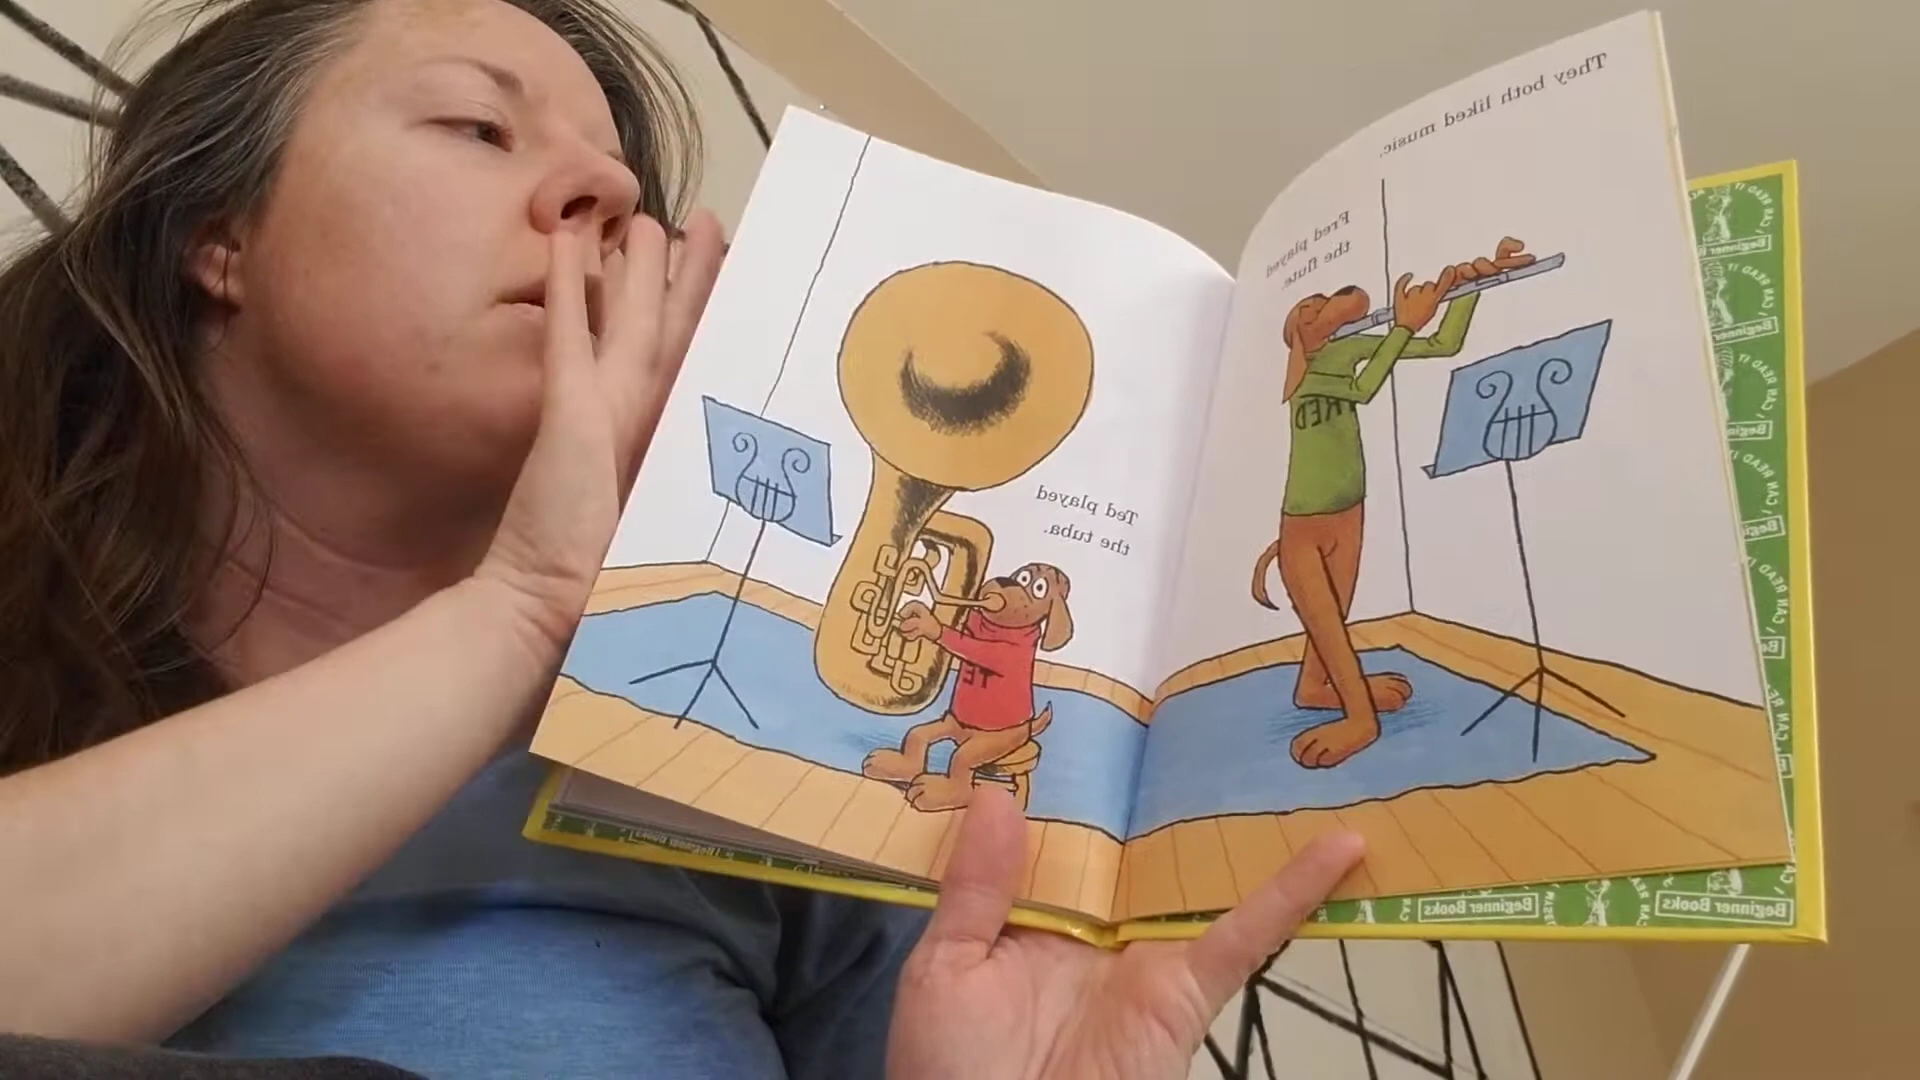 They both liked music.
Fred played
the flute.
FRED
Ted played
the tuba.
TE
Beginner Books
Beginner Books